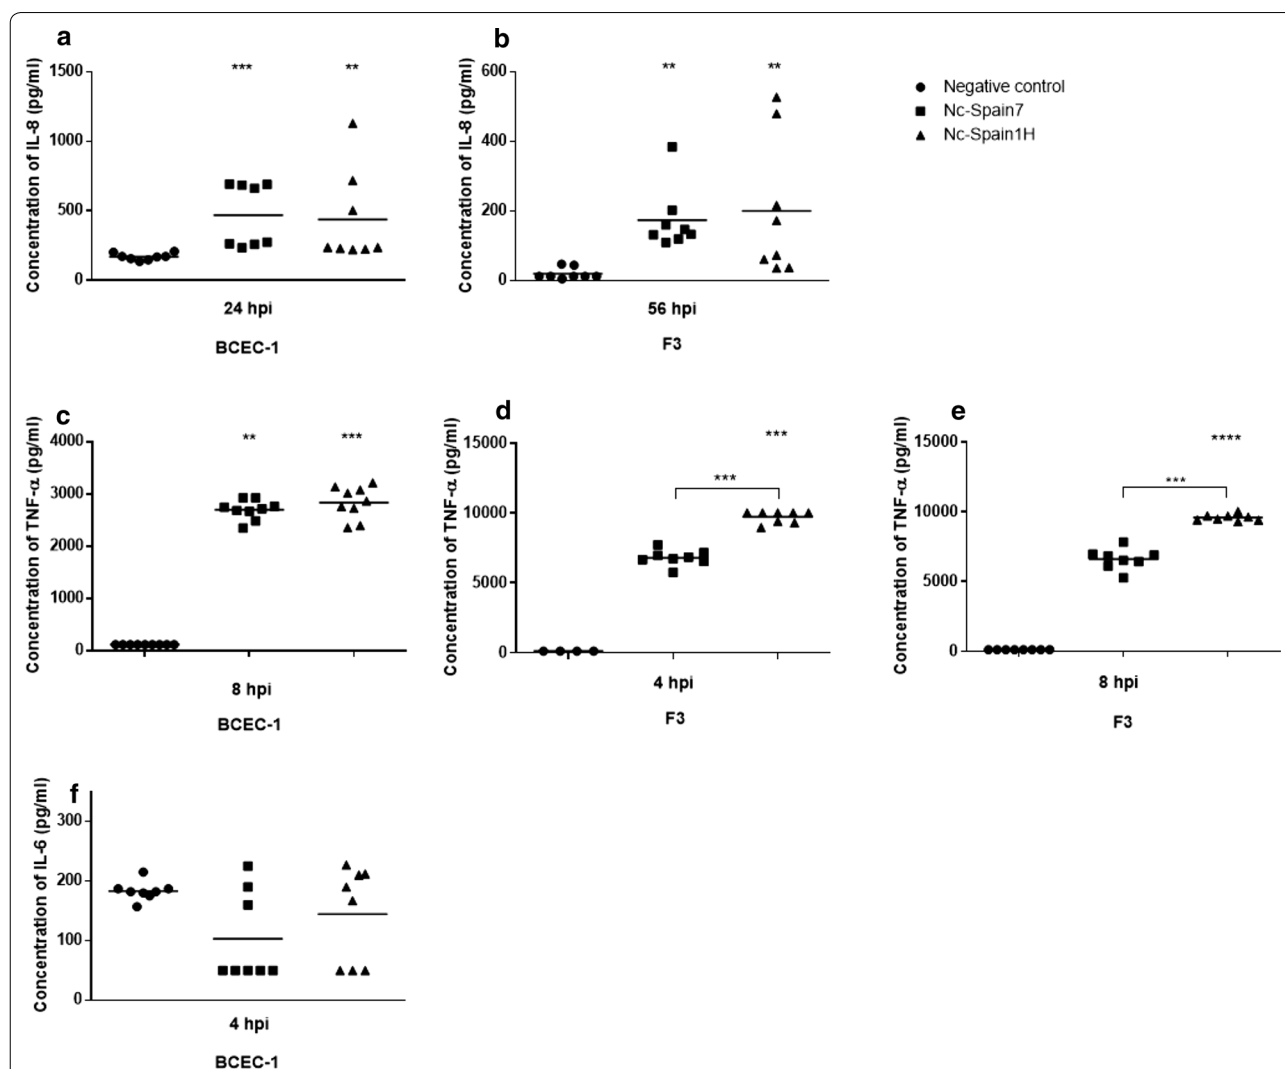 a
Concentration of IL-8 (pg/ml)
1500
1000
500
0
***
**
24 hpi
BCEC-1
b
Concentration of IL-8 (pg/ml)
600
400
200
0
**
**
56 hpi
F3
Negative control
Nc-Spain7
Nc-Spain1H
c
Concentration of TNF-α (pg/ml)
4000
3000
2000
1000
0
**
***
8 hpi
BCEC-1
d
Concentration of TNF-α (pg/ml)
15000
10000
5000
0
***
***
4 hpi
F3
e
Concentration of TNF-α (pg/ml)
15000
10000
5000
0
***
****
8 hpi
F3
f
Concentration of IL-6 (pg/ml)
300
200
100
0
4 hpi
BCEC-1